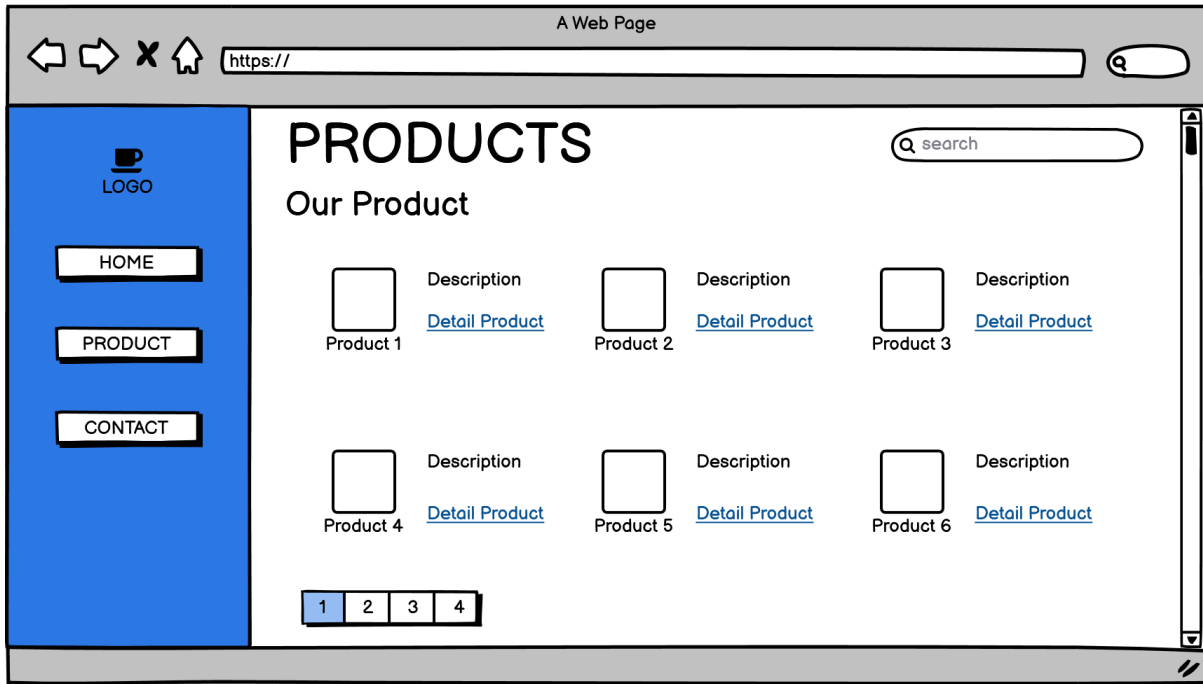 A Web Page
https://
LOGO
HOME
PRODUCT
CONTACT
PRODUCTS
search
Our Product
Description
Detail Product
Product 1
Description
Detail Product
Product 2
Description
Detail Product
Product 3
Description
Detail Product
Product 4
Description
Detail Product
Product 5
Description
Detail Product
Product 6
1 2 3 4